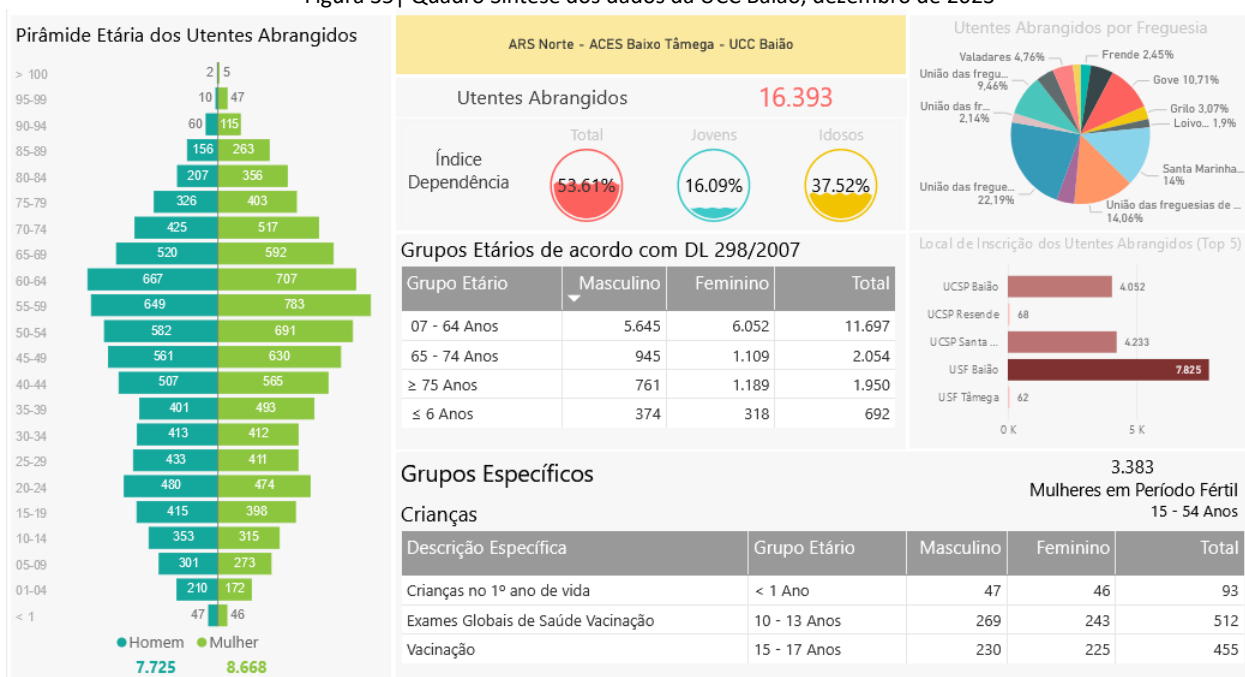 Figura 35| Quadro síntese dos dados da UCC Baião, dezembro de 2023
Pirâmide Etária dos Utentes Abrangidos
> 100 2 5
95-99 10 47
90-94 60 115
85-89 156 263
80-84 207 356
75-79 326 403
70-74 425 517
65-69 520 592
60-64 667 707
55-59 649 783
50-54 582 691
45-49 561 630
40-44 507 565
35-39 401 493
30-34 413 412
25-29 433 411
20-24 480 474
15-19 415 398
10-14 353 315
05-09 301 273
01-04 210 172
< 1 47 46
Homem Mulher
7.725 8.668
ARS Norte - ACES Baixo Tâmega - UCC Baião
Utentes Abrangidos 16.393
Índice Dependência
Total Jovens Idosos
53.61% 16.09% 37.52%
Utentes Abrangidos por Freguesia
Valadares 4,76%
Frende 2,45%
União das fregu...
9,46%
Gove 10,71%
União das fr...
2,14%
Grilo 3,07%
Loivo... 1,9%
Santa Marinha...
14%
União das fregue...
22,19%
União das freguesias de ...
14,06%
Grupos Etários de acordo com DL 298/2007
Grupo Etário Masculino Feminino Total
07 - 64 Anos 5.645 6.052 11.697
65 - 74 Anos 945 1.109 2.054
≥ 75 Anos 761 1.189 1.950
≤ 6 Anos 374 318 692
Local de Inscrição dos Utentes Abrangidos (Top 5)
UCSP Baião 4.052
UCSP Resende 68
UCSP Santa ... 4.233
USF Baião 7.825
USF Tâmega 62
0 K 5 K
Grupos Específicos
3.383
Mulheres em Período Fértil
15 - 54 Anos
Crianças
Descrição Específica Grupo Etário Masculino Feminino Total
Crianças no 1º ano de vida < 1 Ano 47 46 93
Exames Globais de Saúde Vacinação 10 - 13 Anos 269 243 512
Vacinação 15 - 17 Anos 230 225 455